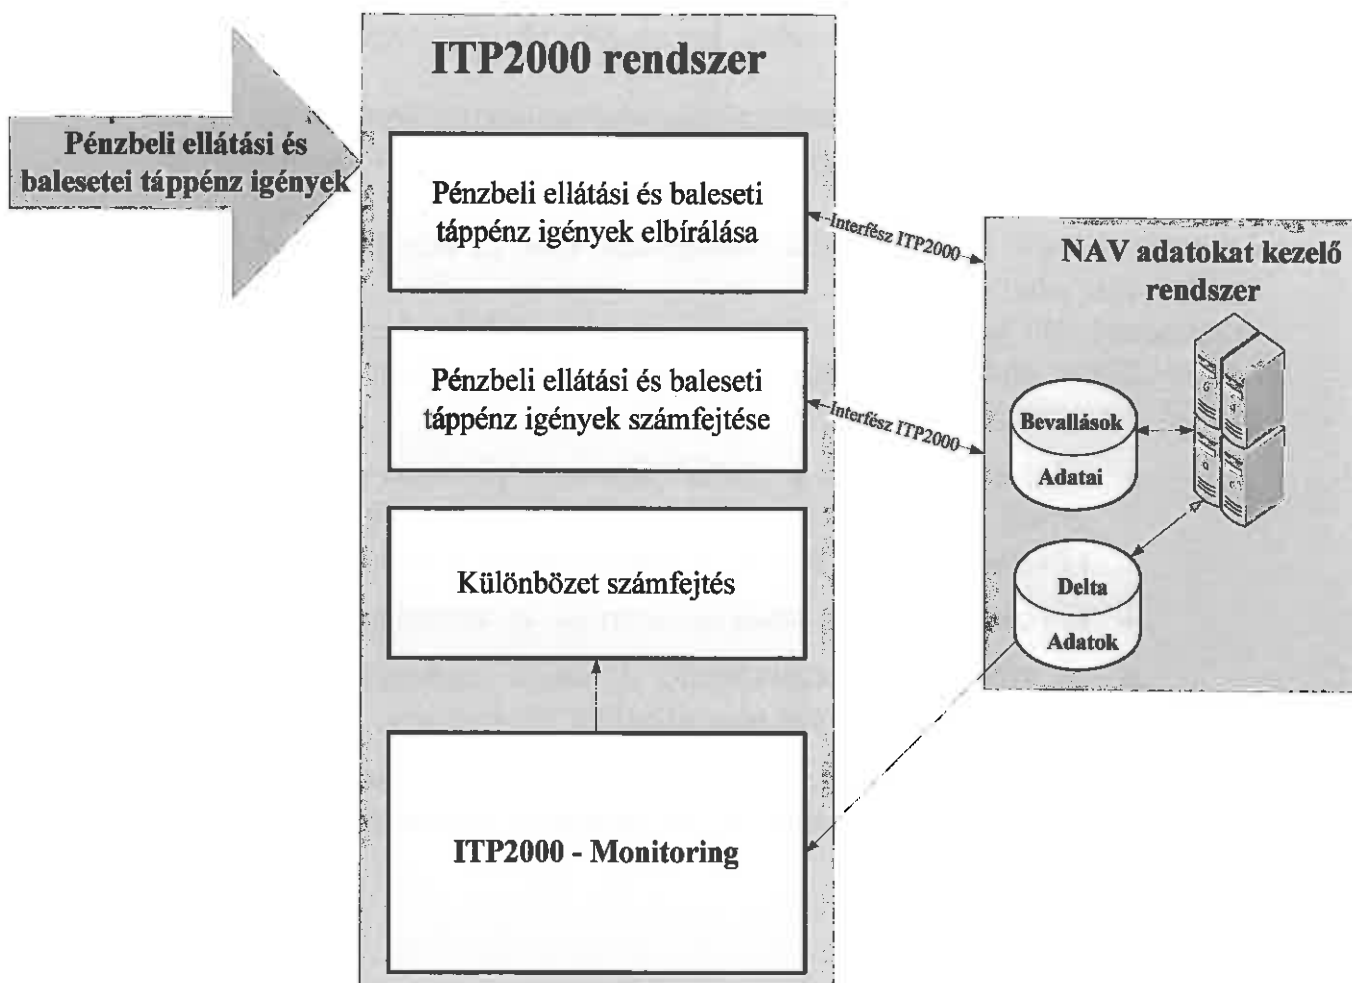 ITP2000 rendszer
Pénzbeli ellátási és
balesetei táppénz igények
Pénzbeli ellátási és baleseti
táppénz igények elbírálása
Interfész ITP2000
NAV adatokat kezelő
rendszer
Pénzbeli ellátási és baleseti
táppénz igények számfejtése
Interfész ITP2000
Bevallások
Adatai
Különbözet számfejtés
Delta
Adatok
ITP2000 - Monitoring